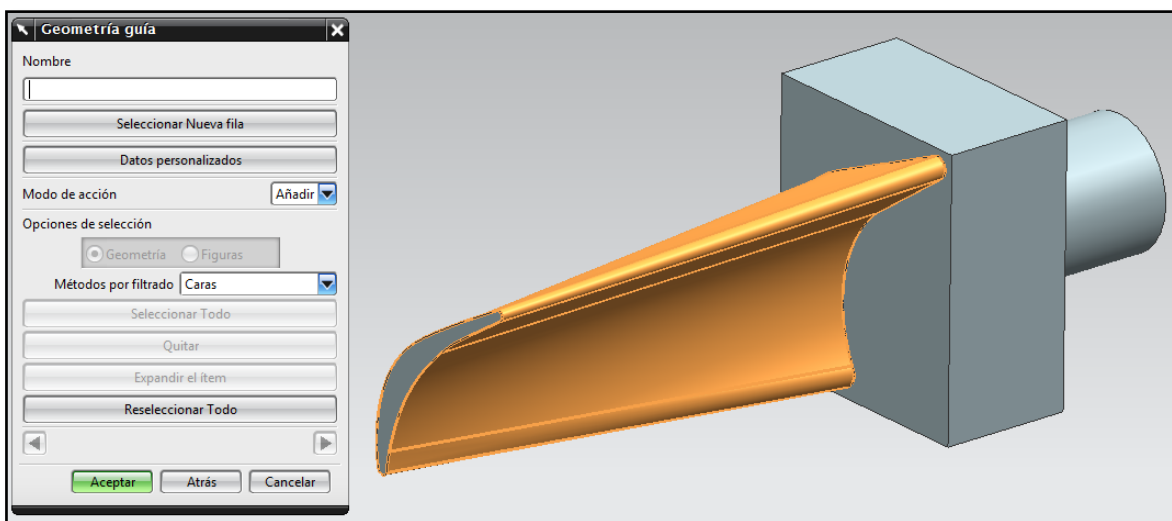 Geometría guía
Nombre
Seleccionar Nueva fila
Datos personalizados
Modo de acción Añadir
Opciones de selección
Geometría Figuras
Métodos por filtrado Caras
Seleccionar Todo
Quitar
Expandir el ítem
Reseleccionar Todo
Aceptar Atrás Cancelar